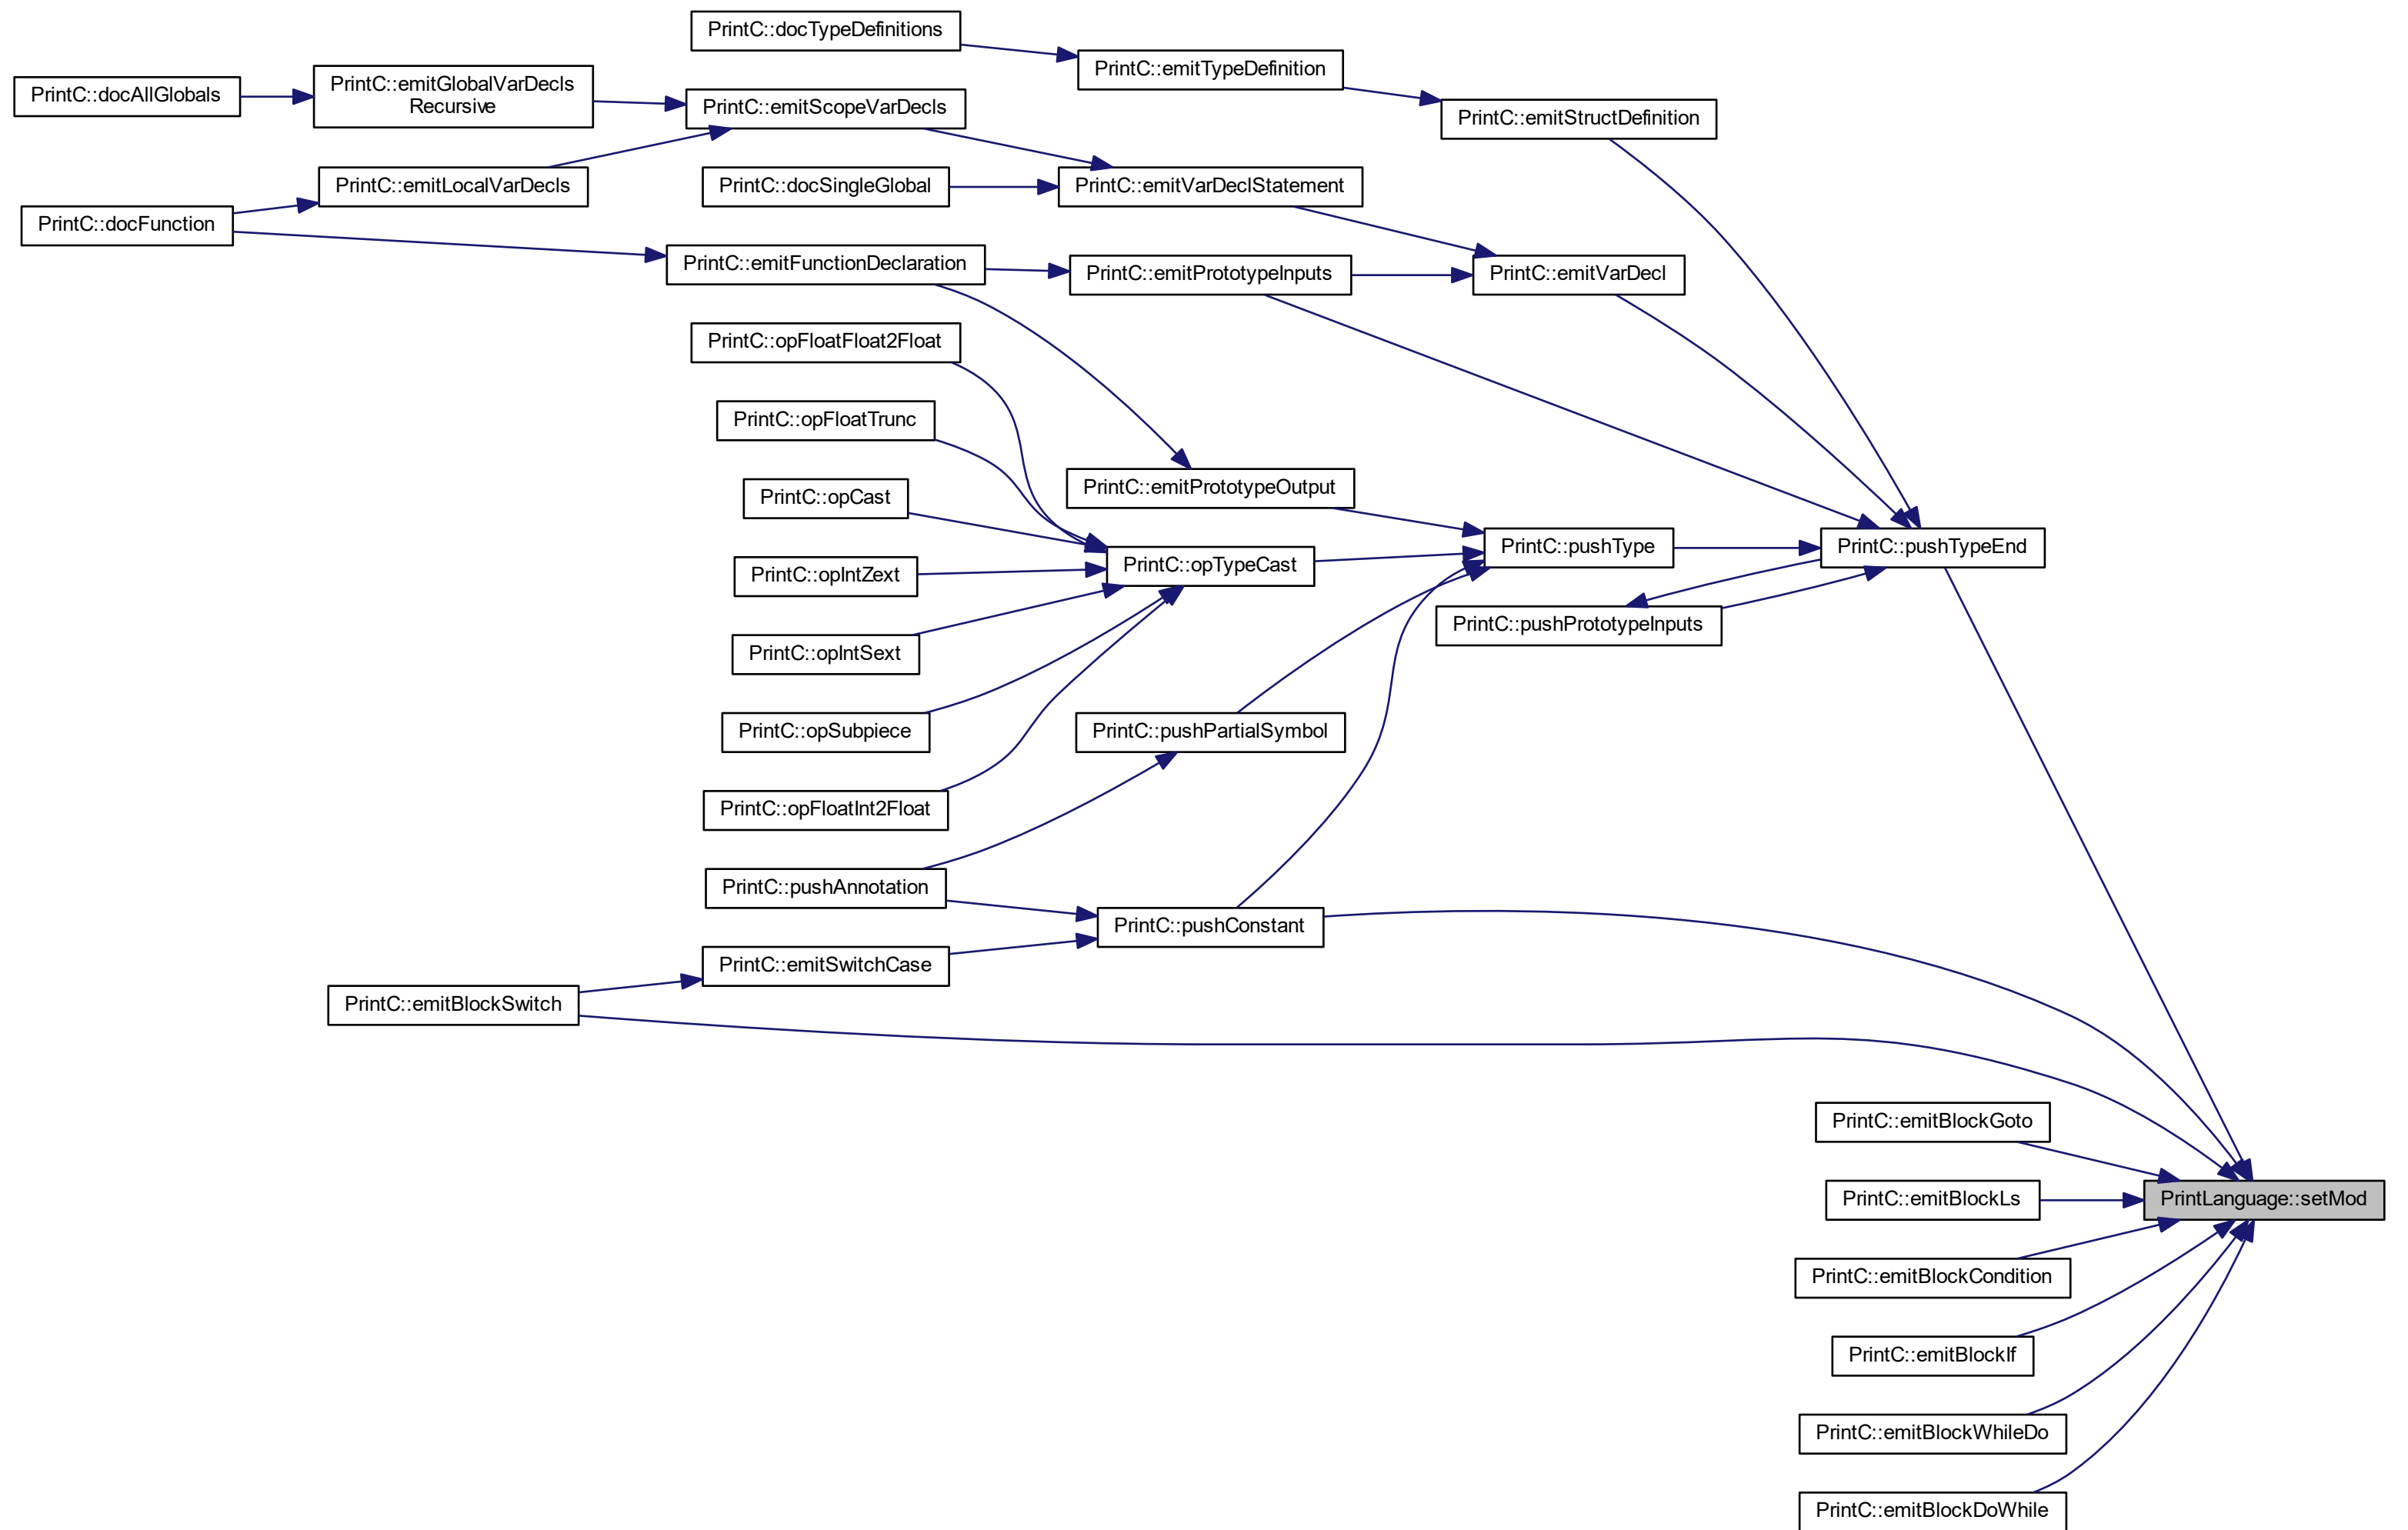 PrintC::docTypeDefinitions
PrintC::emitTypeDefinition
PrintC::docAllGlobals
PrintC::emitGlobalVarDecls
Recursive
PrintC::emitScopeVarDecls
PrintC::emitStructDefinition
PrintC::emitLocalVarDecls
PrintC::docSingleGlobal
PrintC::emitVarDeclStatement
PrintC::docFunction
PrintC::emitFunctionDeclaration
PrintC::emitPrototypeInputs
PrintC::emitVarDecl
PrintC::opFloatFloat2Float
PrintC::opFloatTrunc
PrintC::opCast
PrintC::emitPrototypeOutput
PrintC::opTypeCast
PrintC::pushType
PrintC::pushTypeEnd
PrintC::opIntZext
PrintC::pushPrototypeInputs
PrintC::opIntSext
PrintC::opSubpiece
PrintC::pushPartialSymbol
PrintC::opFloatInt2Float
PrintC::pushAnnotation
PrintC::pushConstant
PrintC::emitSwitchCase
PrintC::emitBlockSwitch
PrintC::emitBlockGoto
PrintC::emitBlockLs
PrintLanguage::setMod
PrintC::emitBlockCondition
PrintC::emitBlockIf
PrintC::emitBlockWhileDo
PrintC::emitBlockDoWhile